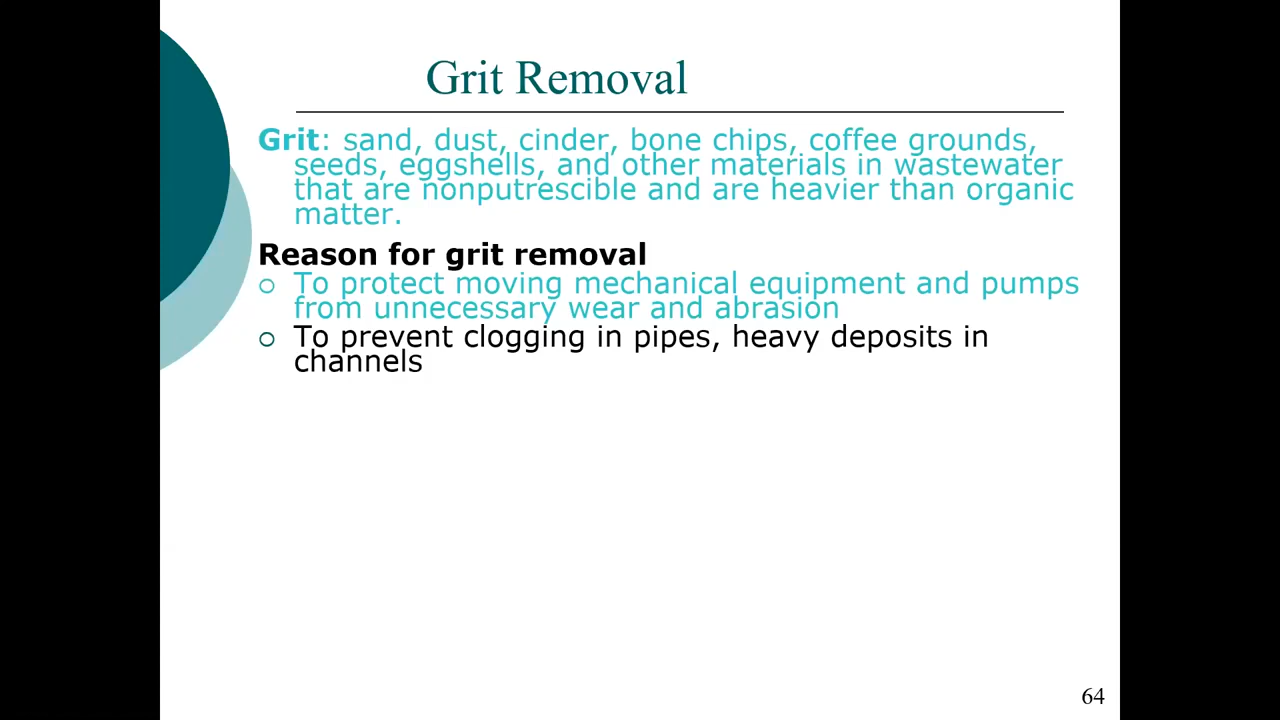 Grit Removal
Grit: sand, dust, cinder, bone chips, coffee grounds,
seeds, eggshells, and other materials in wastewater
that are nonputrescible and are heavier than organic
matter.
Reason for grit removal
To protect moving mechanical equipment and pumps
from unnecessary wear and abrasion
To prevent clogging in pipes, heavy deposits in
channels
64